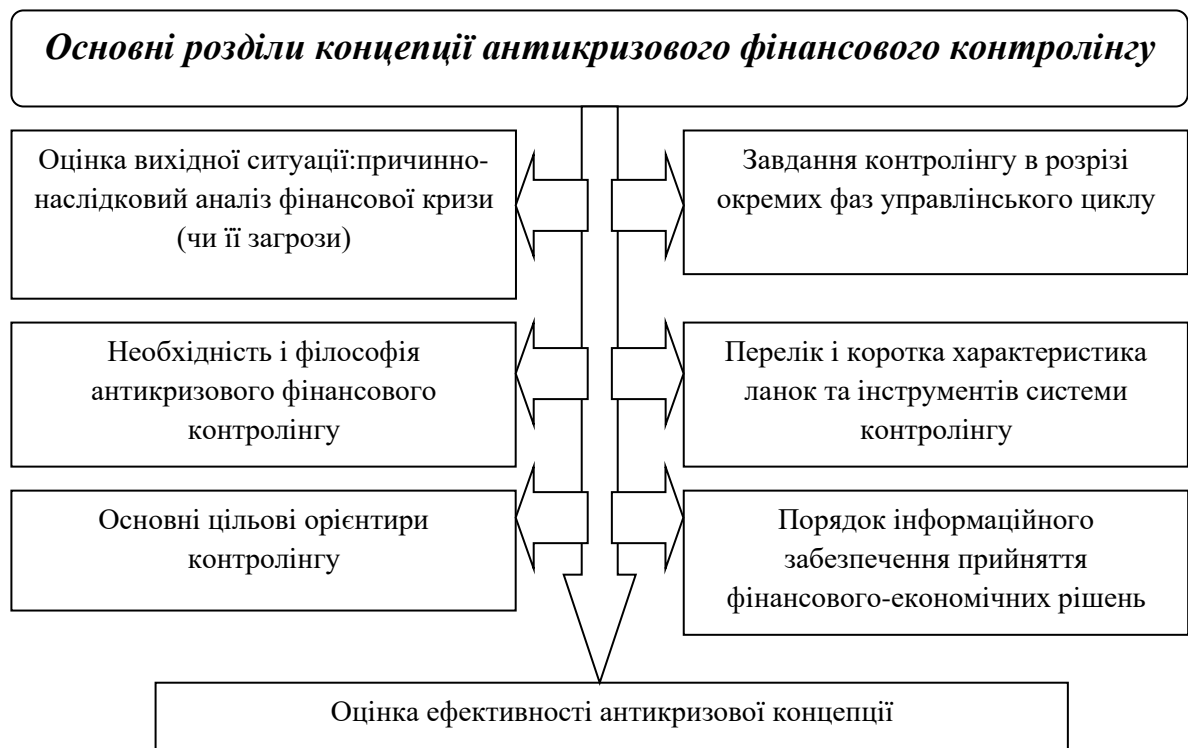 Основні розділи концепції антикризового фінансового контролінгу
Оцінка вихідної ситуації:причинно-
наслідковий аналіз фінансової кризи
(чи її загрози)
Завдання контролінгу в розрізі
окремих фаз управлінського циклу
Необхідність і філософія
антикризового фінансового
контролінгу
Перелік і коротка характеристика
ланок та інструментів системи
контролінгу
Основні цільові орієнтири
контролінгу
Порядок інформаційного
забезпечення прийняття
фінансового-економічних рішень
Оцінка ефективності антикризової концепції